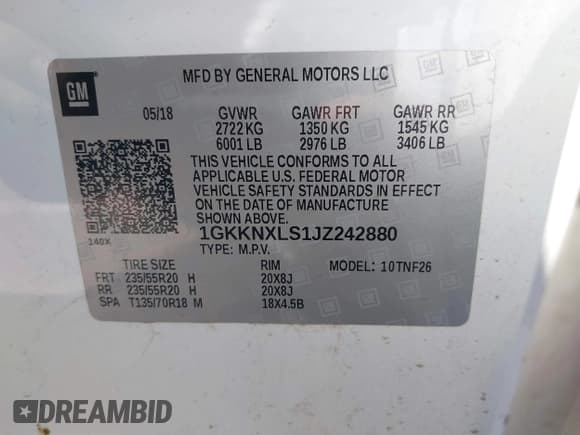 GM
MFD BY GENERAL MOTORS LLC
05/18 GVWR GAWR FRT GAWR RR
2722 KG 1350 KG 1545 KG
6001 LB 2976 LB 3406 LB
THIS VEHICLE CONFORMS TO ALL
APPLICABLE U.S. FEDERAL MOTOR
VEHICLE SAFETY STANDARDS IN EFFECT
ON THE DATE OF MANUFACTURE
SHOWN ABOVE.
140X
1GKKNXLS1JZ242880
TYPE: M.P.V.
TIRE SIZE RIM MODEL: 10TNF26
FRT 235/55R20 H 20X8J
RR 235/55R20 H 20X8J
SPA T135/70R18 M 18X4.5B
DREAMBID